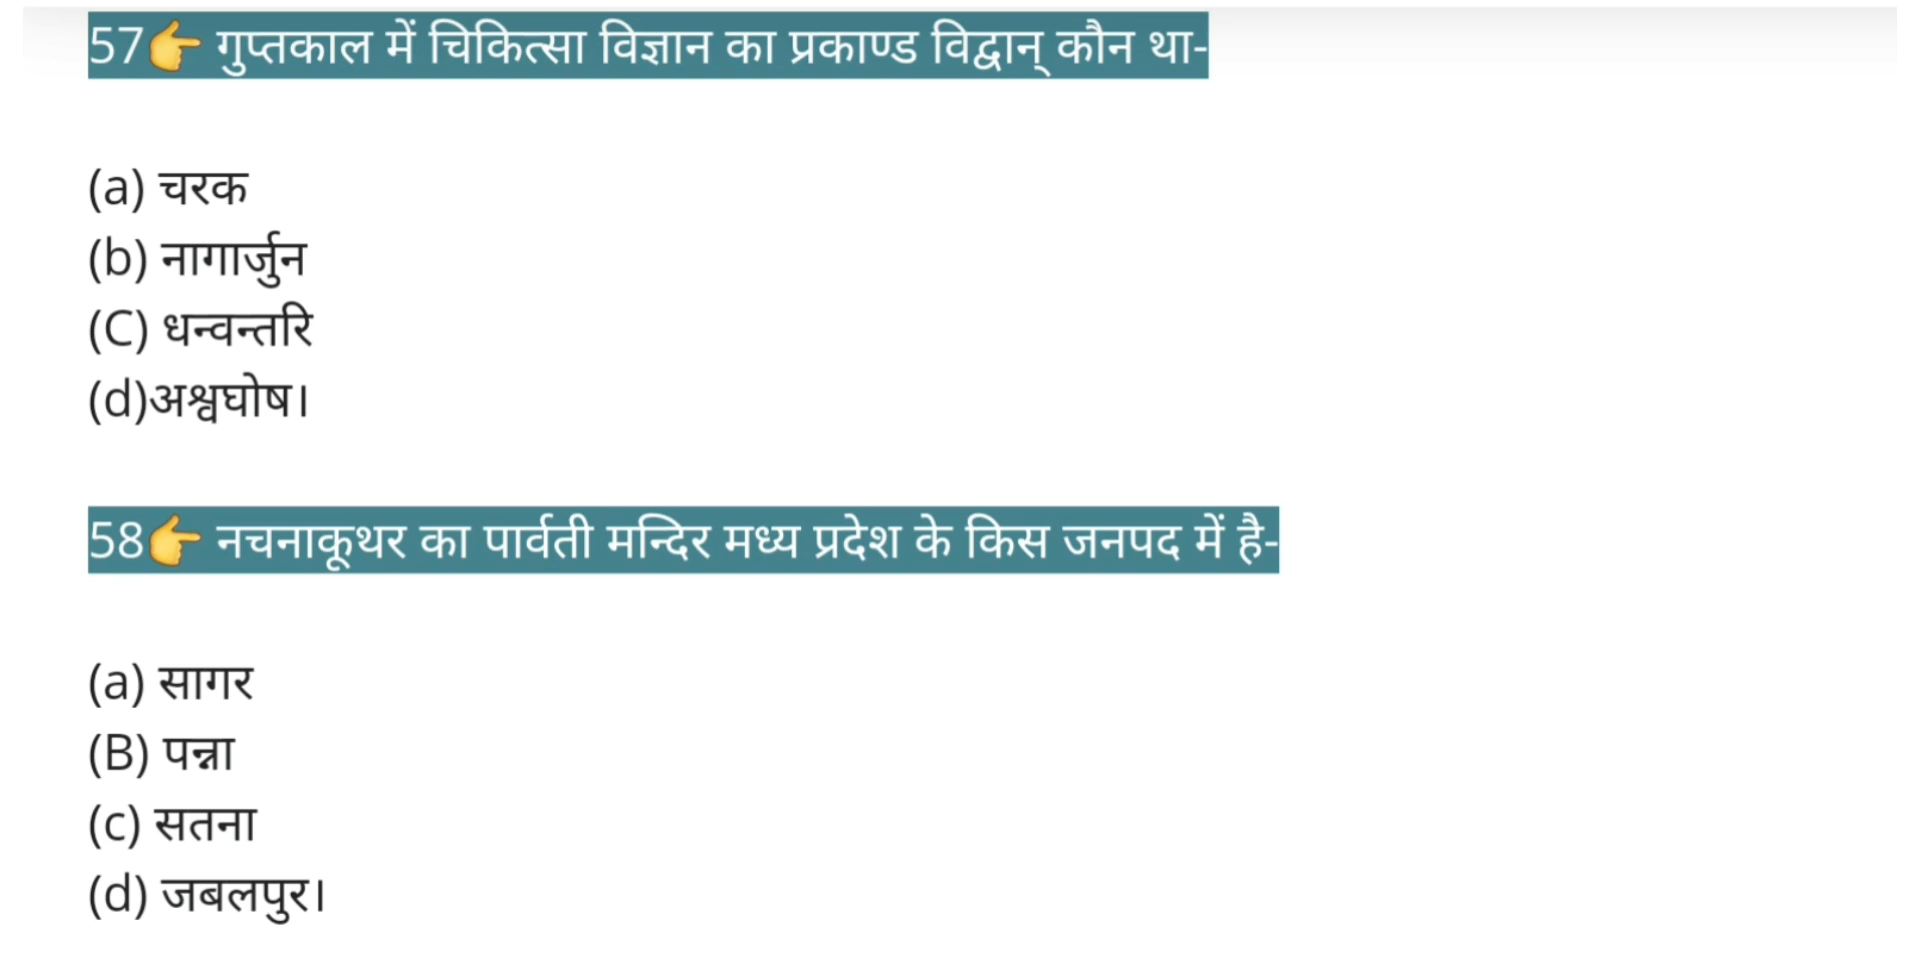 57👉 गुप्तकाल में चिकित्सा विज्ञान का प्रकाण्ड विद्वान् कौन था-
(a) चरक
(b) नागार्जुन
(C) धन्वन्तरि
(d)अश्वघोष।
58👉 नचनाकूथर का पार्वती मन्दिर मध्य प्रदेश के किस जनपद में है-
(a) सागर
(B) पन्ना
(c) सतना
(d) जबलपुर।